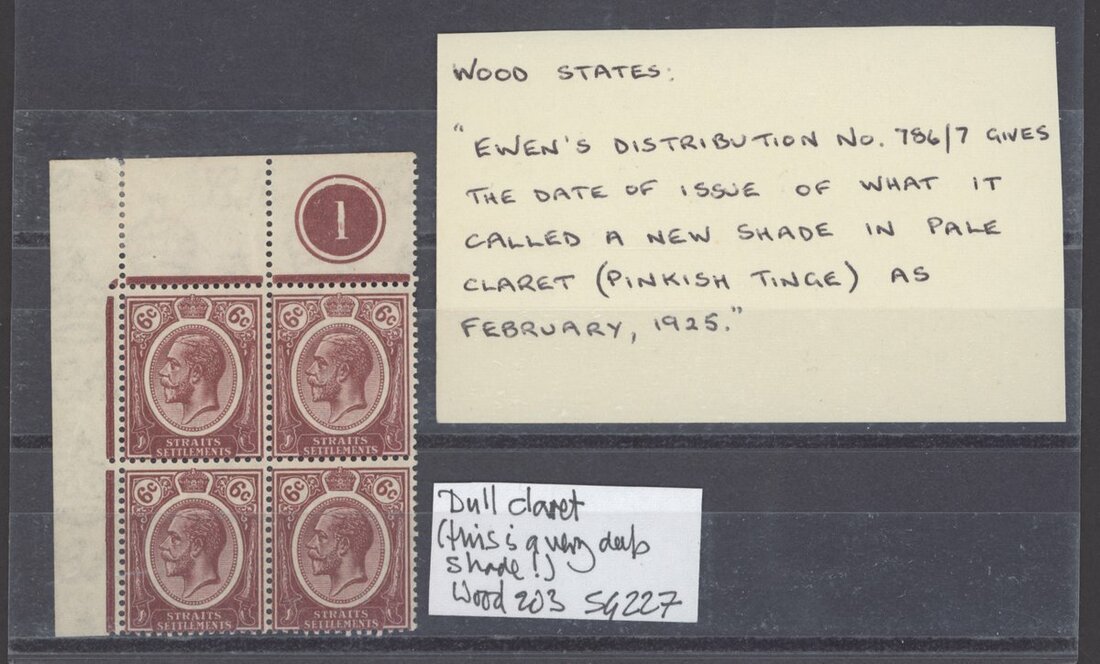 WOOD STATES:
"EWEN'S DISTRIBUTION No. 786/7 GIVES
THE DATE OF ISSUE OF WHAT IT
CALLED A NEW SHADE IN PALE
CLARET (PINKISH TINGE) AS
FEBRUARY, 1925."
1
6c 6c 6c 6c
STRAITS SETTLEMENTS STRAITS SETTLEMENTS
6c 6c 6c 6c
STRAITS SETTLEMENTS STRAITS SETTLEMENTS
Dull claret
(this is a very deep
shade!)
Wood 203 SG227